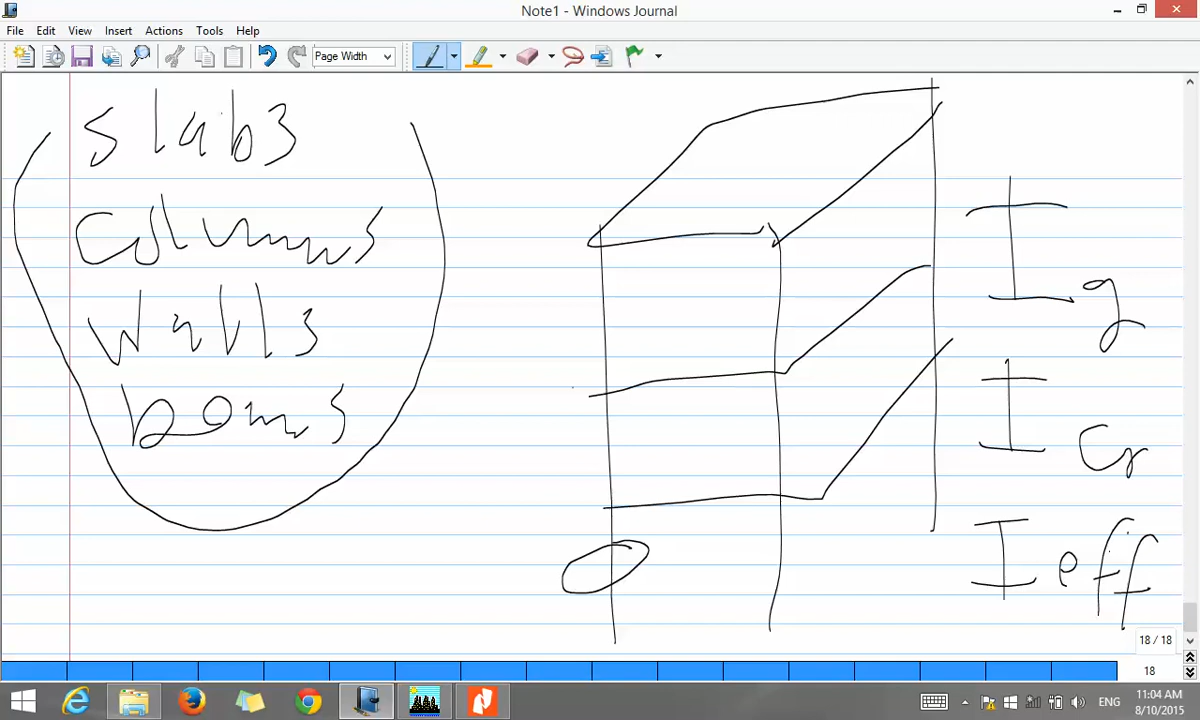 Note1 - Windows Journal
File Edit View Insert Actions Tools Help
Page Width
slabs
Columns
walls
bems
Ig
Icr
Ieff
18 / 18
18
ENG
11:04 AM
8/10/2015